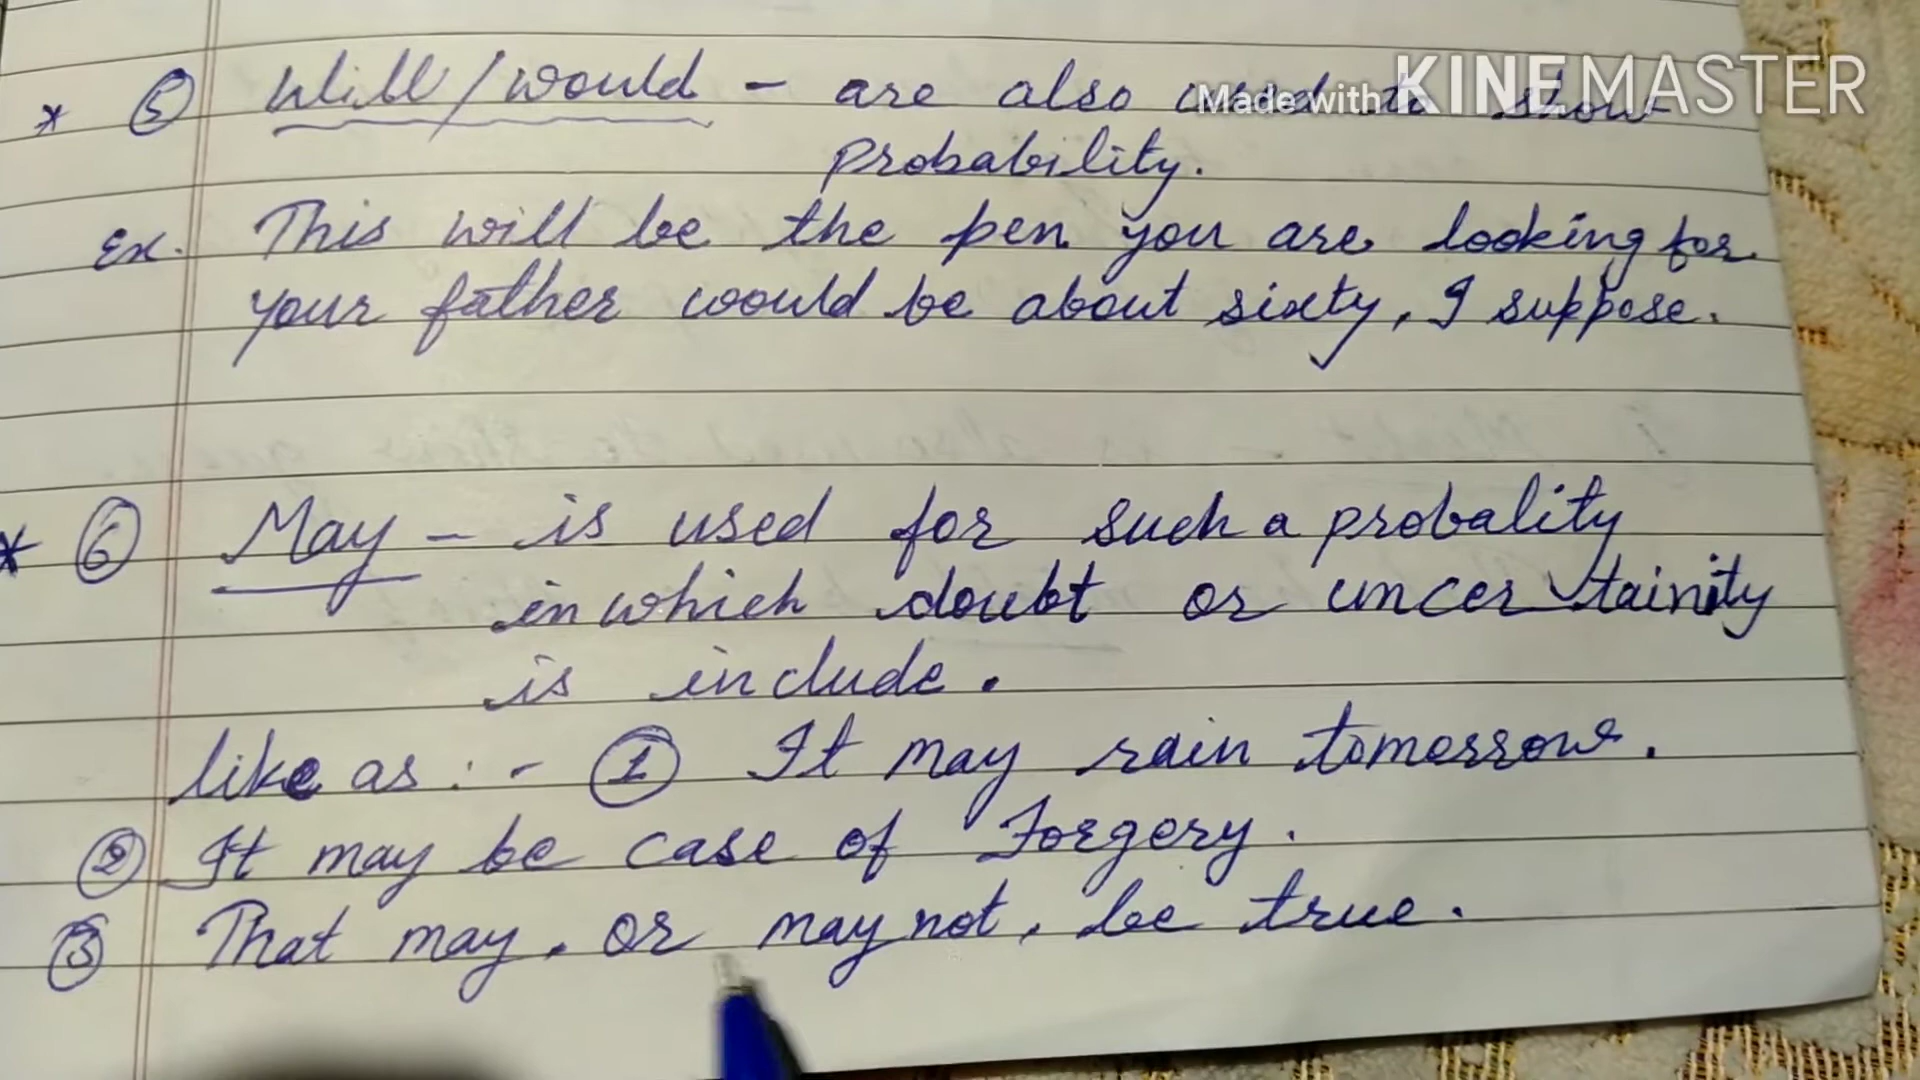 * ⑤ Will/would - are also used to show
Made with KINEMASTER
probability.
Ex. This will be the pen you are looking for
your father would be about sixty, I suppose.
* ⑥ May - is used for such a probality
in which doubt or uncertainity
is include.
like as :- ① It may rain tomorrow.
② It may be case of Forgery.
③ That may, or may not, be true.